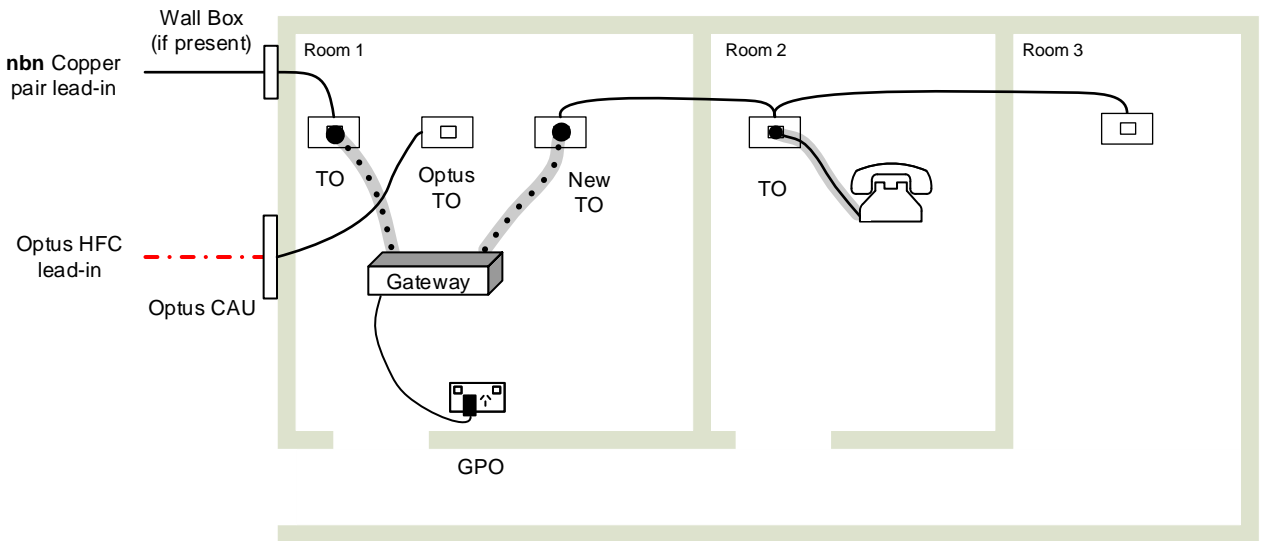 Wall Box
(if present)
nbn Copper
pair lead-in
Room 1
Room 2
Room 3
TO
Optus
TO
New
TO
TO
Optus HFC
lead-in
Optus CAU
Gateway
GPO